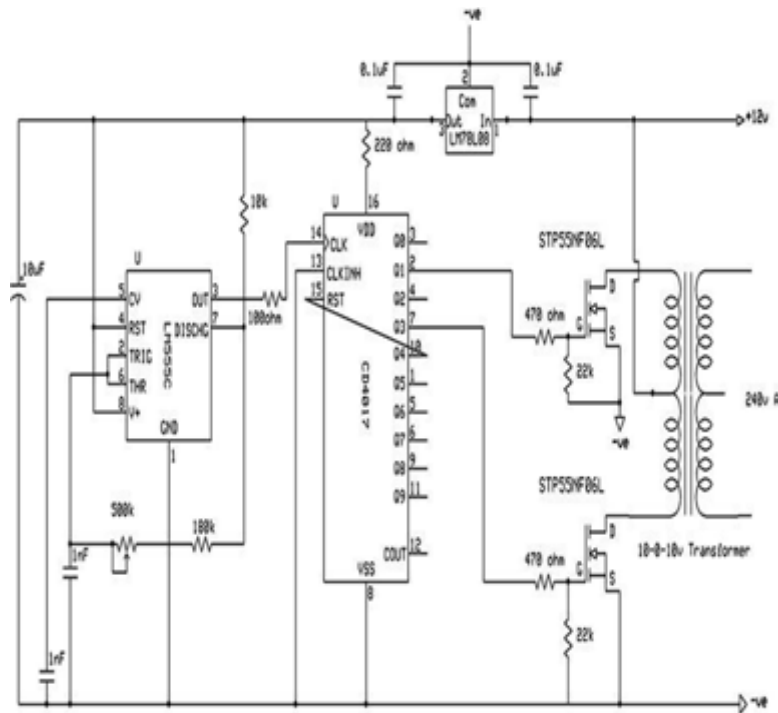 -ve
0.1uF
0.1uF
2
Com
3 Out In 1
LM78L08
+12v
220 ohm
10k
U
16
VDD
14 CLK
13 CLKINH
15 RST
CD4017
Q0 3
Q1 2
Q2 4
Q3 7
Q4 10
Q5 1
Q6 5
Q7 6
Q8 9
Q9 11
COUT 12
VSS
8
10uF
U
5 CV
4 RST
2 TRIG
6 THR
8 V+
OUT 3
DISCHG 7
LM555C
GND
1
100ohm
500k
180k
1nF
1nF
STP55NF06L
470 ohm
G
D
S
22k
-ve
240v A
STP55NF06L
470 ohm
G
D
S
22k
10-0-10v Transformer
-ve